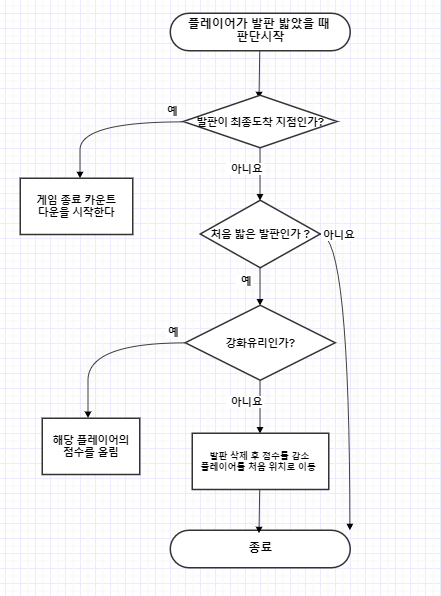 플레이어가 발판 밟았을 때
판단시작
예
발판이 최종도착 지점인가?
아니요
게임 종료 카운트
다운을 시작한다
처음 밟은 발판인가 ?
아니요
예
예
강화유리인가?
아니요
해당 플레이어의
점수를 올림
발판 삭제 후 점수를 감소
플레이어를 처음 위치로 이동
종료